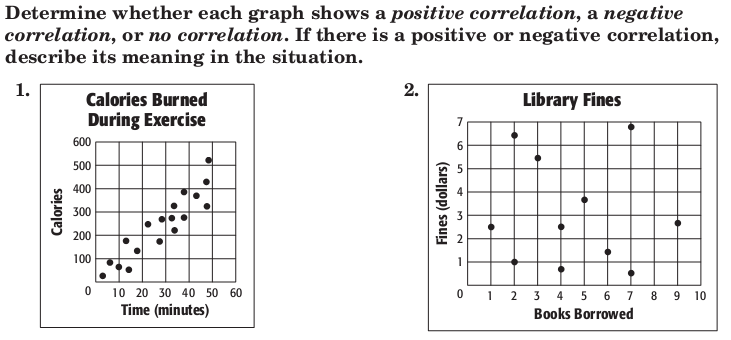 Determine whether each graph shows a positive correlation, a negative
correlation, or no correlation. If there is a positive or negative correlation,
describe its meaning in the situation.
1.
Calories Burned
During Exercise
600
500
400
300
200
100
0
10 20 30 40 50 60
Calories
Time (minutes)
2.
Library Fines
7
6
5
4
3
2
1
0
1 2 3 4 5 6 7 8 9 10
Fines (dollars)
Books Borrowed